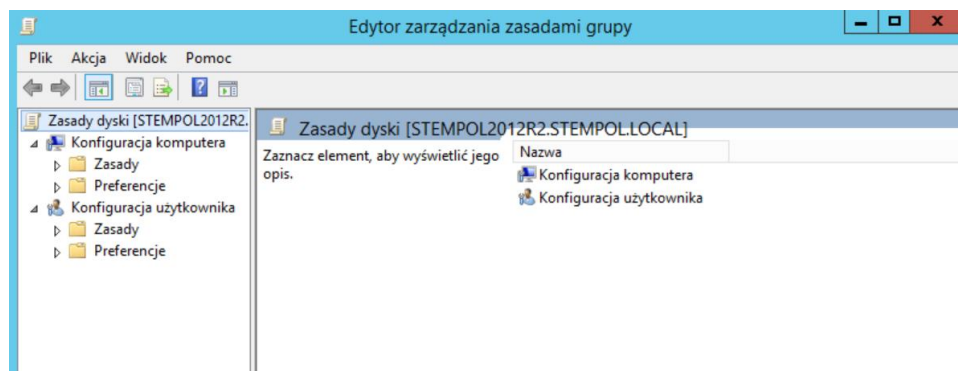 Edytor zarządzania zasadami grupy
Plik Akcja Widok Pomoc
Zasady dyski [STEMPOL2012R2.
Konfiguracja komputera
Zasady
Preferencje
Konfiguracja użytkownika
Zasady
Preferencje
Zasady dyski [STEMPOL2012R2.STEMPOL.LOCAL]
Zaznacz element, aby wyświetlić jego
opis.
Nazwa
Konfiguracja komputera
Konfiguracja użytkownika